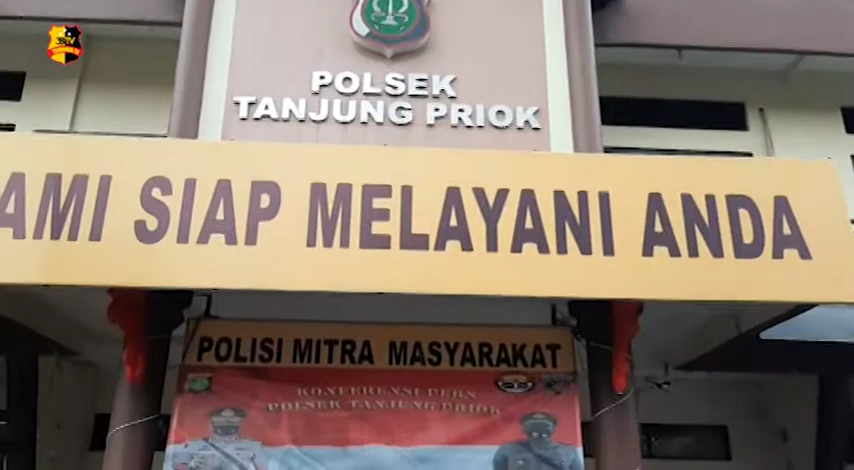 POLSEK
TANJUNG PRIOK
AMI SIAP MELAYANI ANDA
POLISI MITRA MASYARAKAT
KONFERENSI PERS
POLSEK TANJUNG PRIOK